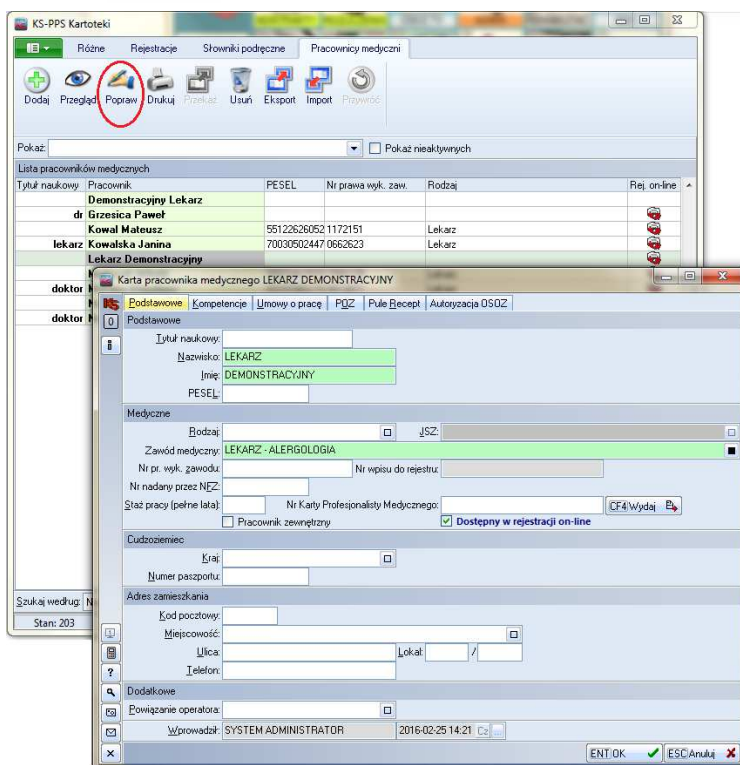 KS-PPS Kartoteki
Różne Rejestracje Słowniki podręczne Pracownicy medyczni
Dodaj Przegląd Popraw Drukuj Przekaż Usuń Eksport Import Przywróć
Pokaż: Pokaż nieaktywnych
Lista pracowników medycznych
Tytuł naukowy Pracownik PESEL Nr prawa wyk. zaw. Rodzaj Rej. on-line
Demonstracyjny Lekarz
dr Grzesica Paweł
Kowal Mateusz 55122626052 1172151 Lekarz
lekarz Kowalska Janina 70030502447 0662623 Lekarz
Lekarz Demonstracyjny
doktor
doktor
Szukaj według:
Stan: 203
Karta pracownika medycznego LEKARZ DEMONSTRACYJNY
KS Podstawowe Kompetencje Umowy o pracę POZ Pule Recept Autoryzacja OSOZ
0 Podstawowe
Tytuł naukowy:
Nazwisko: LEKARZ
Imię: DEMONSTRACYJNY
PESEL:
Medyczne
Rodzaj: JSZ:
Zawód medyczny: LEKARZ - ALERGOLOGIA
Nr pr. wyk. zawodu: Nr wpisu do rejestru:
Nr nadany przez NFZ:
Staż pracy (pełne lata): Nr Karty Profesjonalisty Medycznego: CF4 Wydaj
Pracownik zewnętrzny Dostępny w rejestracji on-line
Cudzoziemiec
Kraj:
Numer paszportu:
Adres zamieszkania
Kod pocztowy:
Miejscowość:
Ulica: Lokal: /
Telefon:
Dodatkowe
Powiązanie operatora:
Wprowadził: SYSTEM ADMINISTRATOR 2016-02-25 14:21 Cz ...
ENT OK ESC Anuluj